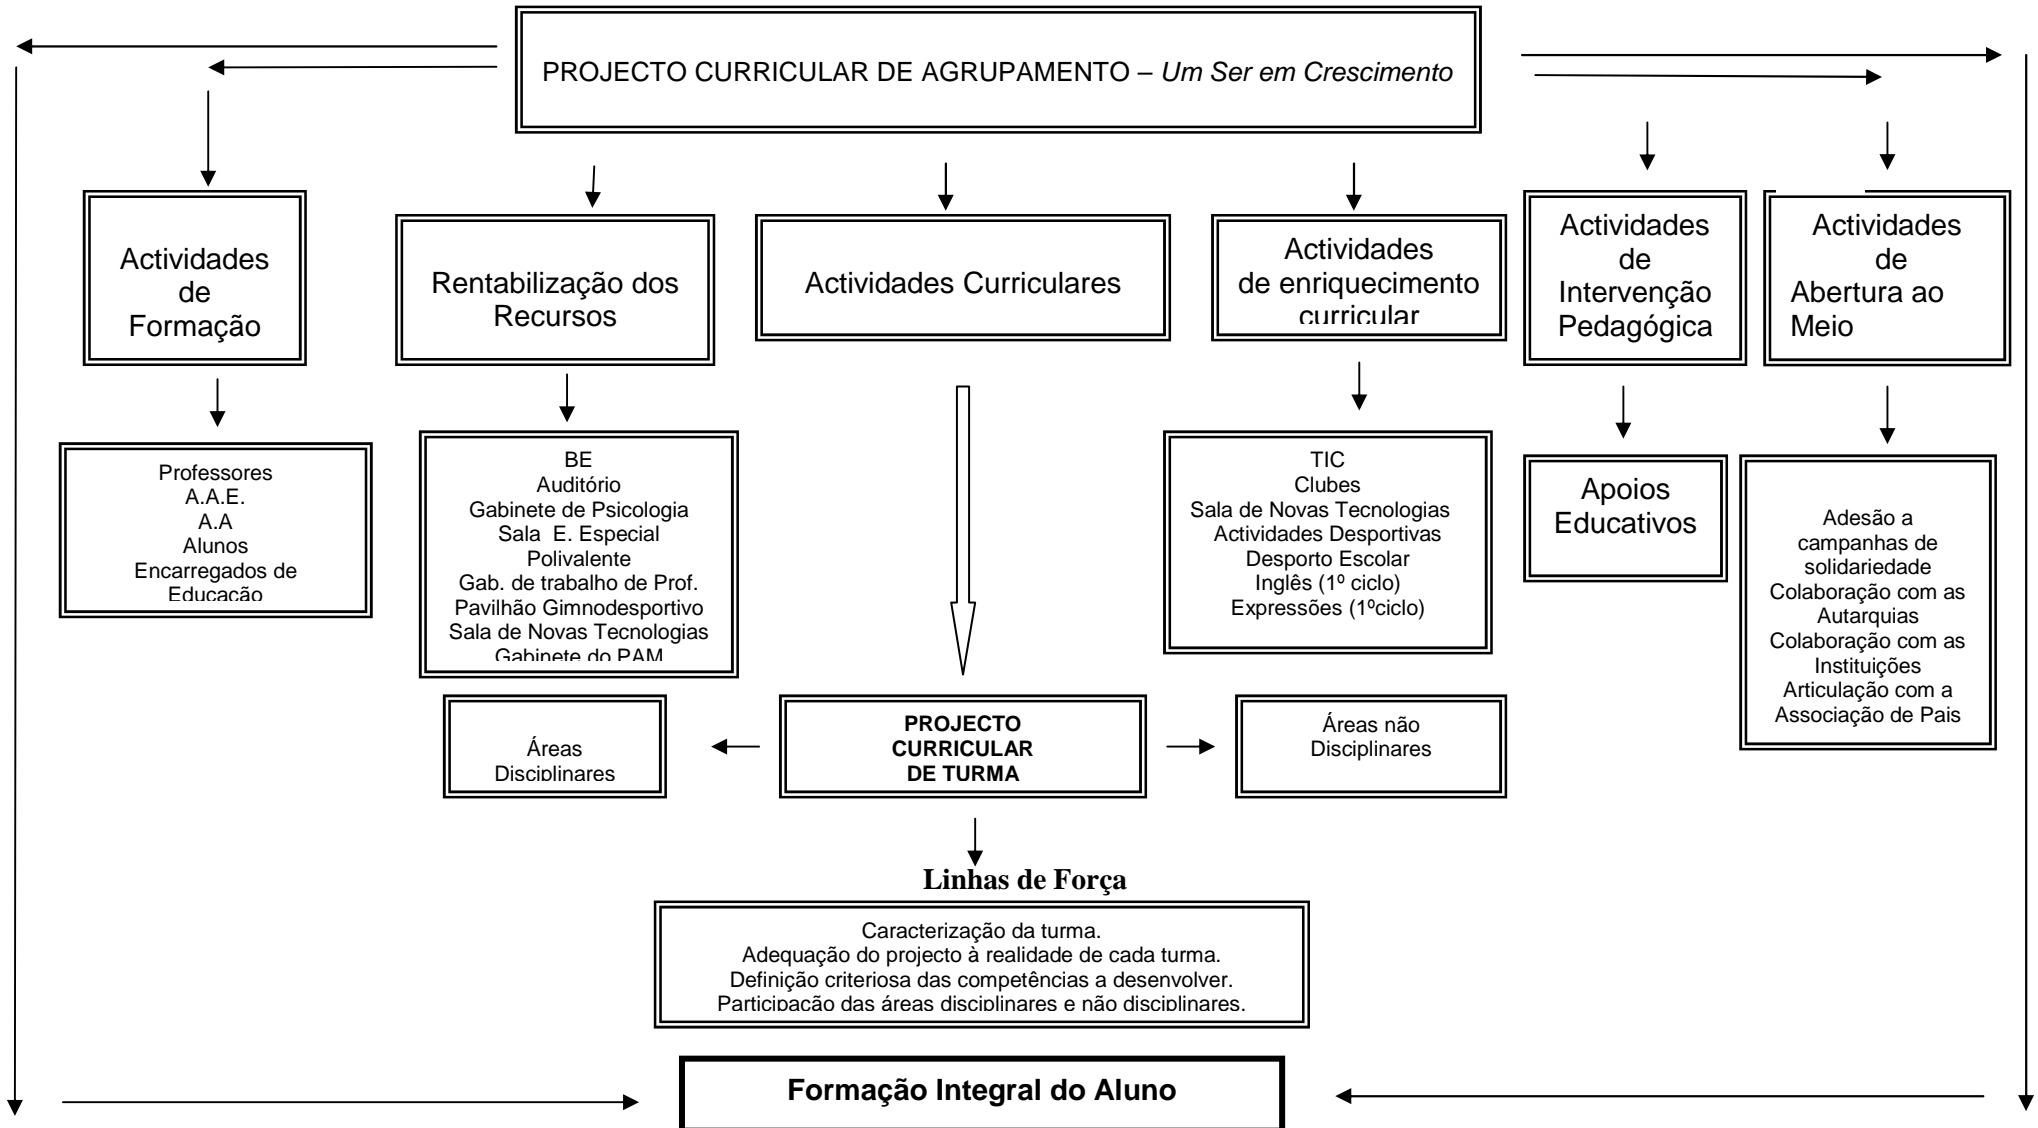 PROJECTO CURRICULAR DE AGRUPAMENTO – Um Ser em Crescimento
Actividades
de
Formação
Rentabilização dos
Recursos
Actividades Curriculares
Actividades
de enriquecimento
curricular
Actividades
de
Intervenção
Pedagógica
Actividades
de
Abertura ao
Meio
Professores
A.A.E.
A.A
Alunos
Encarregados de
Educação
BE
Auditório
Gabinete de Psicologia
Sala E. Especial
Polivalente
Gab. de trabalho de Prof.
Pavilhão Gimnodesportivo
Sala de Novas Tecnologias
Gabinete do PAM
TIC
Clubes
Sala de Novas Tecnologias
Actividades Desportivas
Desporto Escolar
Inglês (1º ciclo)
Expressões (1ºciclo)
Apoios
Educativos
Adesão a
campanhas de
solidariedade
Colaboração com as
Autarquias
Colaboração com as
Instituições
Articulação com a
Associação de Pais
Áreas
Disciplinares
PROJECTO
CURRICULAR
DE TURMA
Áreas não
Disciplinares
Linhas de Força
Caracterização da turma.
Adequação do projecto à realidade de cada turma.
Definição criteriosa das competências a desenvolver.
Participação das áreas disciplinares e não disciplinares.
Formação Integral do Aluno